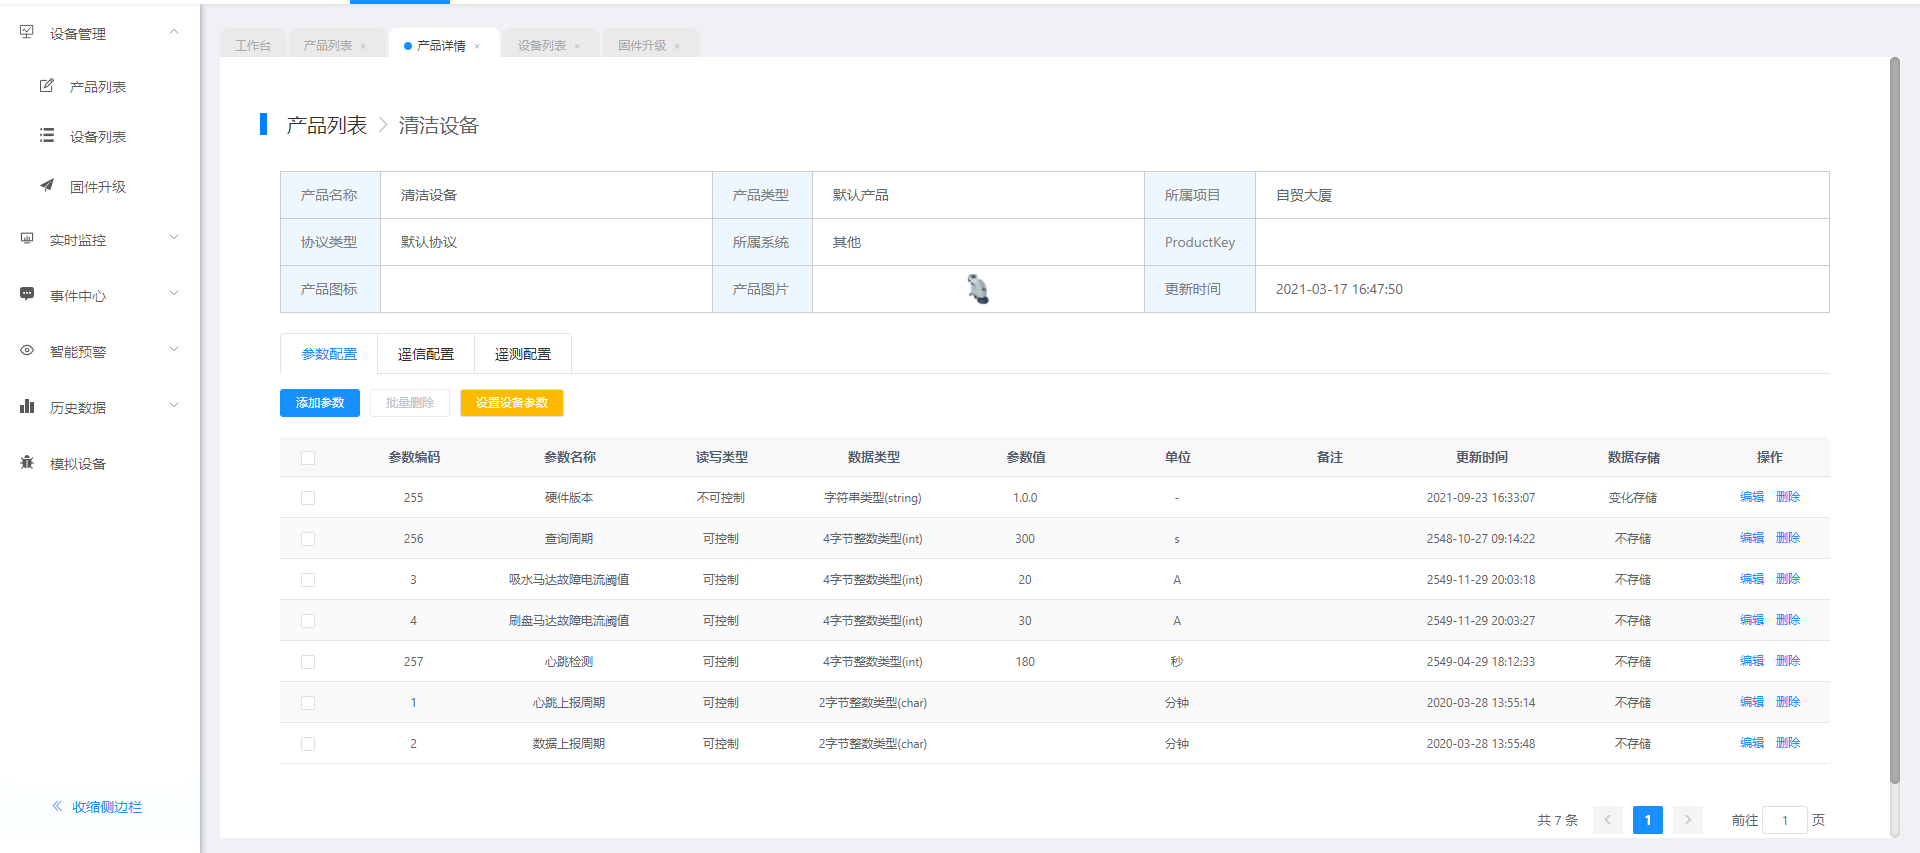 设备管理
产品列表
设备列表
固件升级
实时监控
事件中心
智能预警
历史数据
模拟设备
收缩侧边栏
工作台 产品列表 × 产品详情 × 设备列表 × 固件升级 ×
产品列表 > 清洁设备
产品名称 清洁设备 产品类型 默认产品 所属项目 自贸大厦
协议类型 默认协议 所属系统 其他 ProductKey
产品图标 产品图片 更新时间 2021-03-17 16:47:50
参数配置 遥信配置 遥测配置
添加参数 批量删除 设置设备参数
参数编码 参数名称 读写类型 数据类型 参数值 单位 备注 更新时间 数据存储 操作
255 硬件版本 不可控制 字符串类型(string) 1.0.0 - 2021-09-23 16:33:07 变化存储 编辑 删除
256 查询周期 可控制 4字节整数类型(int) 300 s 2548-10-27 09:14:22 不存储 编辑 删除
3 吸水马达故障电流阈值 可控制 4字节整数类型(int) 20 A 2549-11-29 20:03:18 不存储 编辑 删除
4 刷盘马达故障电流阈值 可控制 4字节整数类型(int) 30 A 2549-11-29 20:03:27 不存储 编辑 删除
257 心跳检测 可控制 4字节整数类型(int) 180 秒 2549-04-29 18:12:33 不存储 编辑 删除
1 心跳上报周期 可控制 2字节整数类型(char) 分钟 2020-03-28 13:55:14 不存储 编辑 删除
2 数据上报周期 可控制 2字节整数类型(char) 分钟 2020-03-28 13:55:48 不存储 编辑 删除
共 7 条 < 1 > 前往 1 页